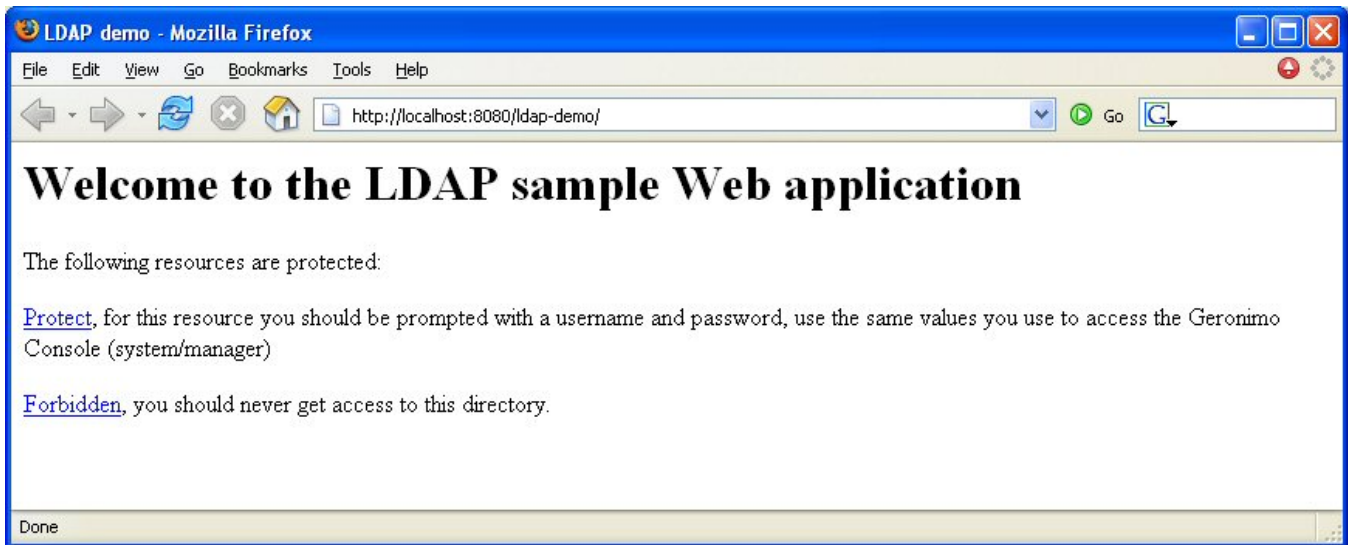 LDAP demo - Mozilla Firefox
File Edit View Go Bookmarks Tools Help
http://localhost:8080/ldap-demo/ Go G
Welcome to the LDAP sample Web application
The following resources are protected:
Protect, for this resource you should be prompted with a username and password, use the same values you use to access the Geronimo
Console (system/manager)
Forbidden, you should never get access to this directory.
Done